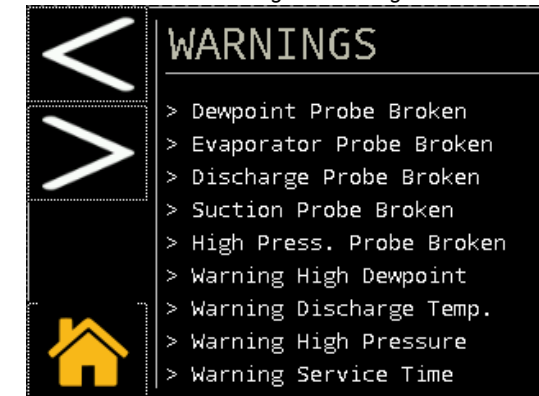 WARNINGS
> Dewpoint Probe Broken
> Evaporator Probe Broken
> Discharge Probe Broken
> Suction Probe Broken
> High Press. Probe Broken
> Warning High Dewpoint
> Warning Discharge Temp.
> Warning High Pressure
> Warning Service Time